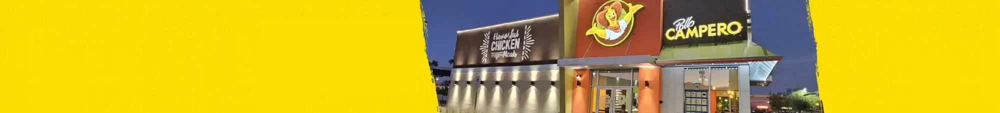 Flavorful
CHICKEN
Meals
Pollo
CAMPERO